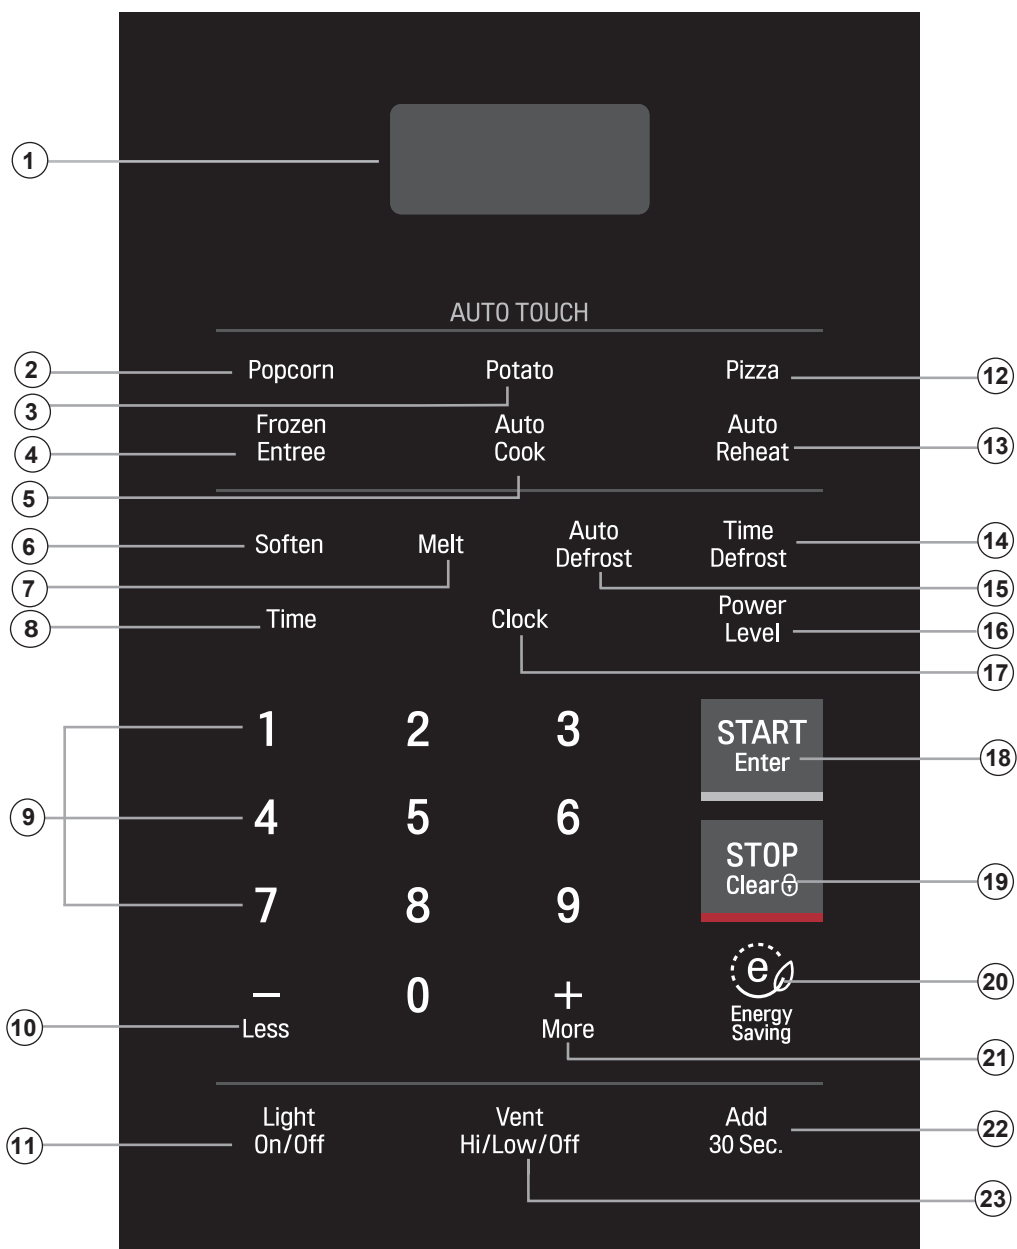 1
AUTO TOUCH
2 Popcorn Potato Pizza 12
3
Frozen Auto Auto
4 Entree Cook Reheat 13
5
Auto Time
6 Soften Melt Defrost Defrost 14
7 15
Power
8 Time Clock Level 16
17
1 2 3 START
Enter 18
9 4 5 6 STOP
Clear 19
7 8 9
e 20
− 0 +
10 Less More Energy
Saving
21
Light Vent Add 22
11 On/Off Hi/Low/Off 30 Sec.
23